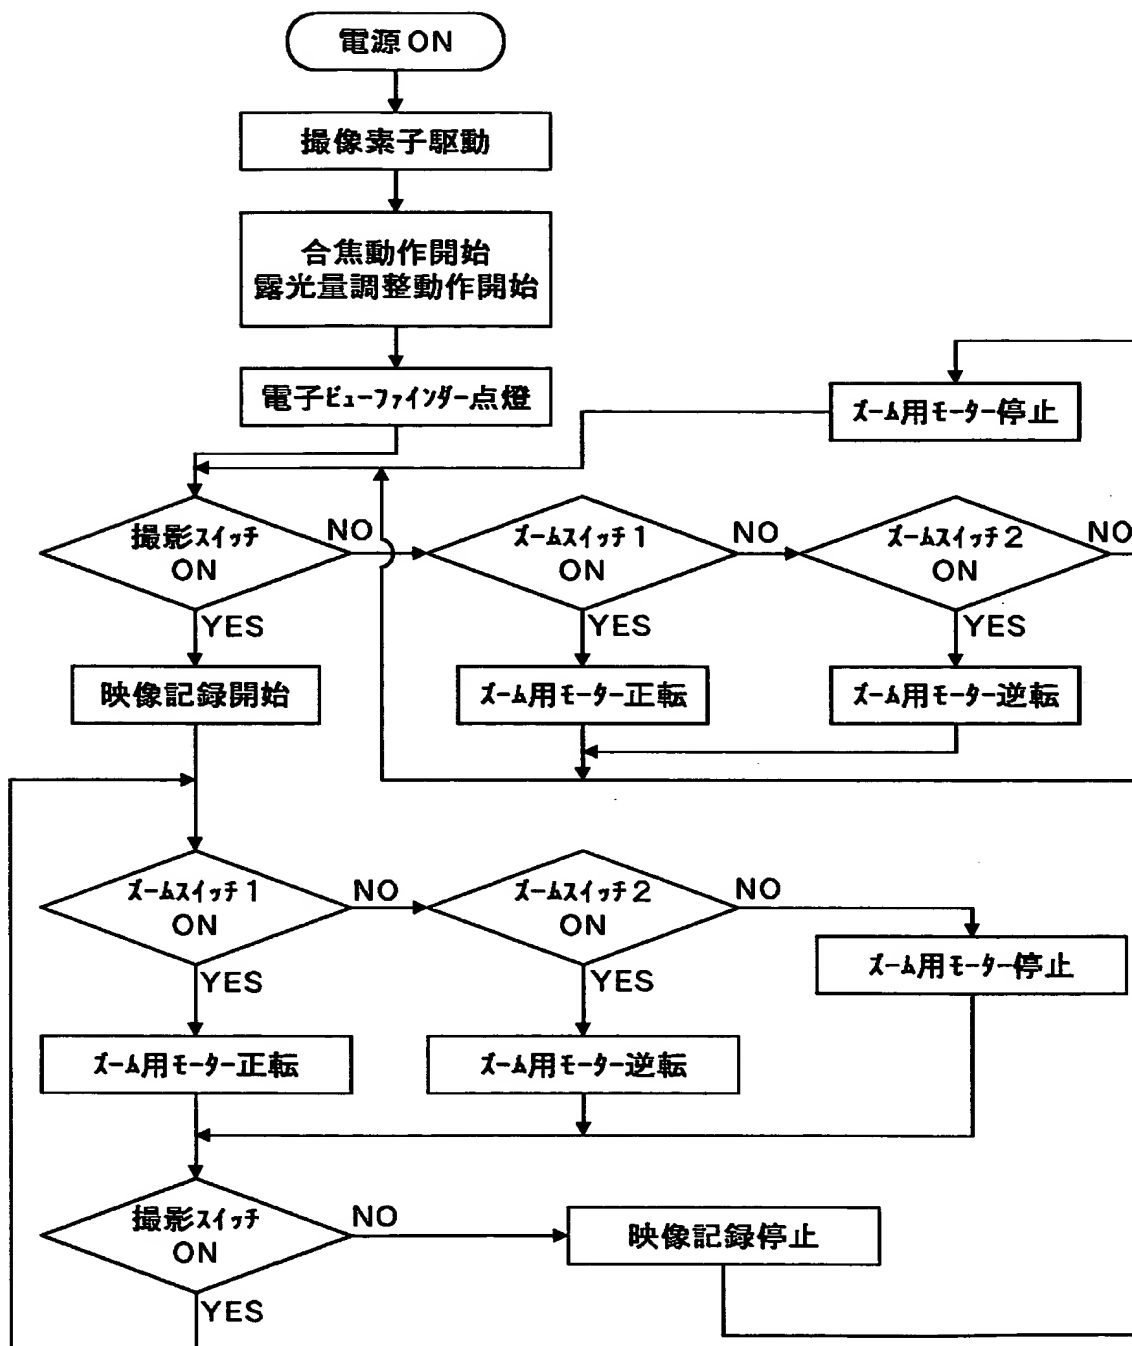 電源ON
撮像素子駆動
合焦動作開始
露光量調整動作開始
電子ビューファインダー点燈
ズーム用モーター停止
撮影スイッチ
ON
NO
ズームスイッチ1
ON
NO
ズームスイッチ2
ON
NO
YES
YES
YES
映像記録開始
ズーム用モーター正転
ズーム用モーター逆転
ズームスイッチ1
ON
NO
ズームスイッチ2
ON
NO
ズーム用モーター停止
YES
YES
ズーム用モーター正転
ズーム用モーター逆転
撮影スイッチ
ON
NO
映像記録停止
YES